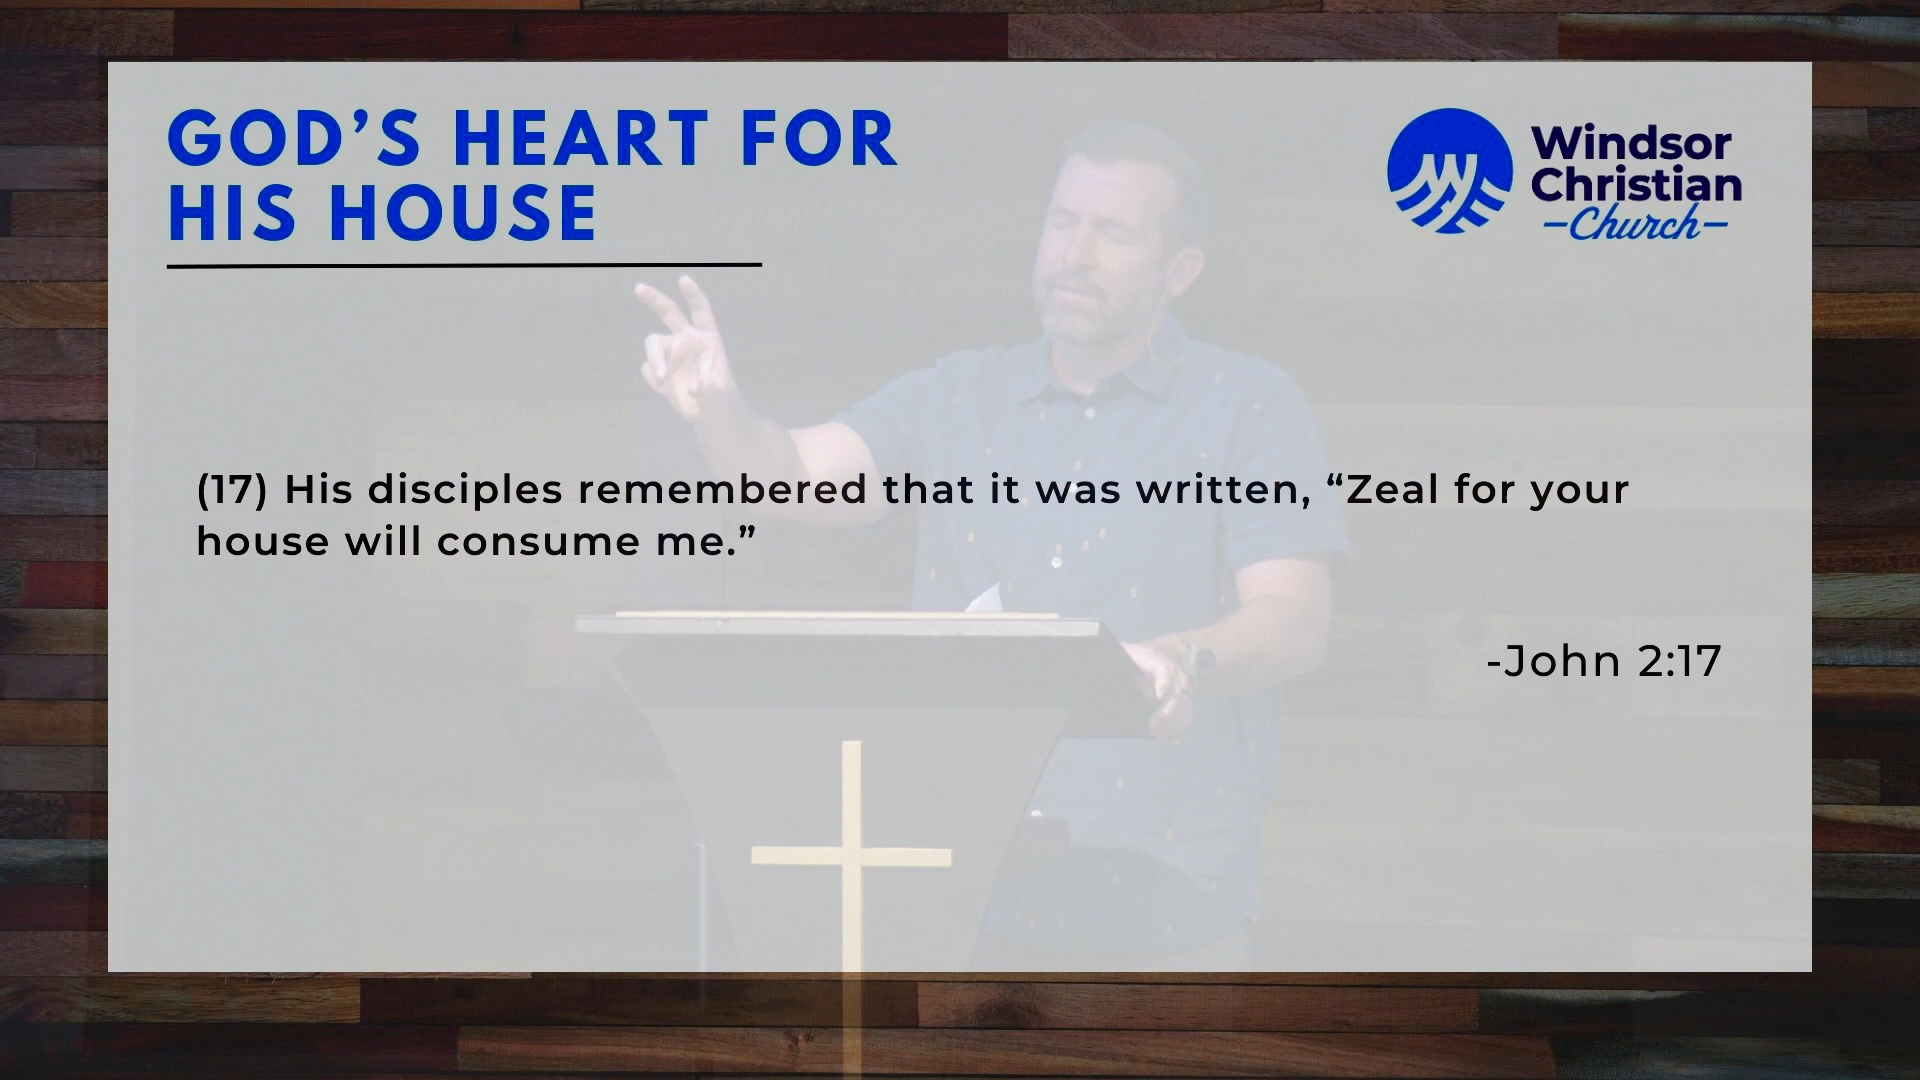 GOD’S HEART FOR
HIS HOUSE
Windsor
Christian
-Church-
(17) His disciples remembered that it was written, “Zeal for your
house will consume me.”
-John 2:17